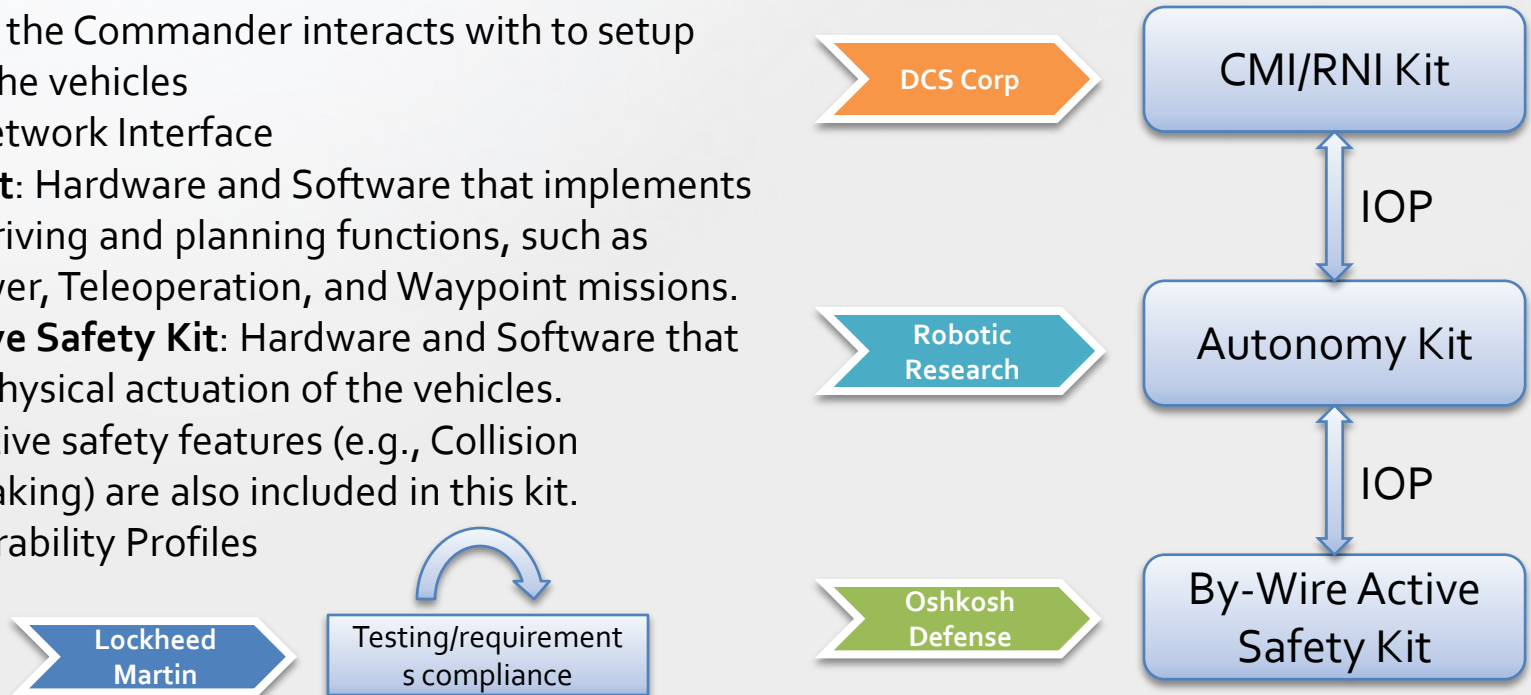 the Commander interacts with to setup
the vehicles
etwork Interface
t: Hardware and Software that implements
riving and planning functions, such as
ver, Teleoperation, and Waypoint missions.
ve Safety Kit: Hardware and Software that
hysical actuation of the vehicles.
tive safety features (e.g., Collision
aking) are also included in this kit.
rability Profiles
Lockheed
Martin
Testing/requirement
s compliance
DCS Corp
CMI/RNI Kit
IOP
Robotic
Research
Autonomy Kit
IOP
Oshkosh
Defense
By-Wire Active
Safety Kit